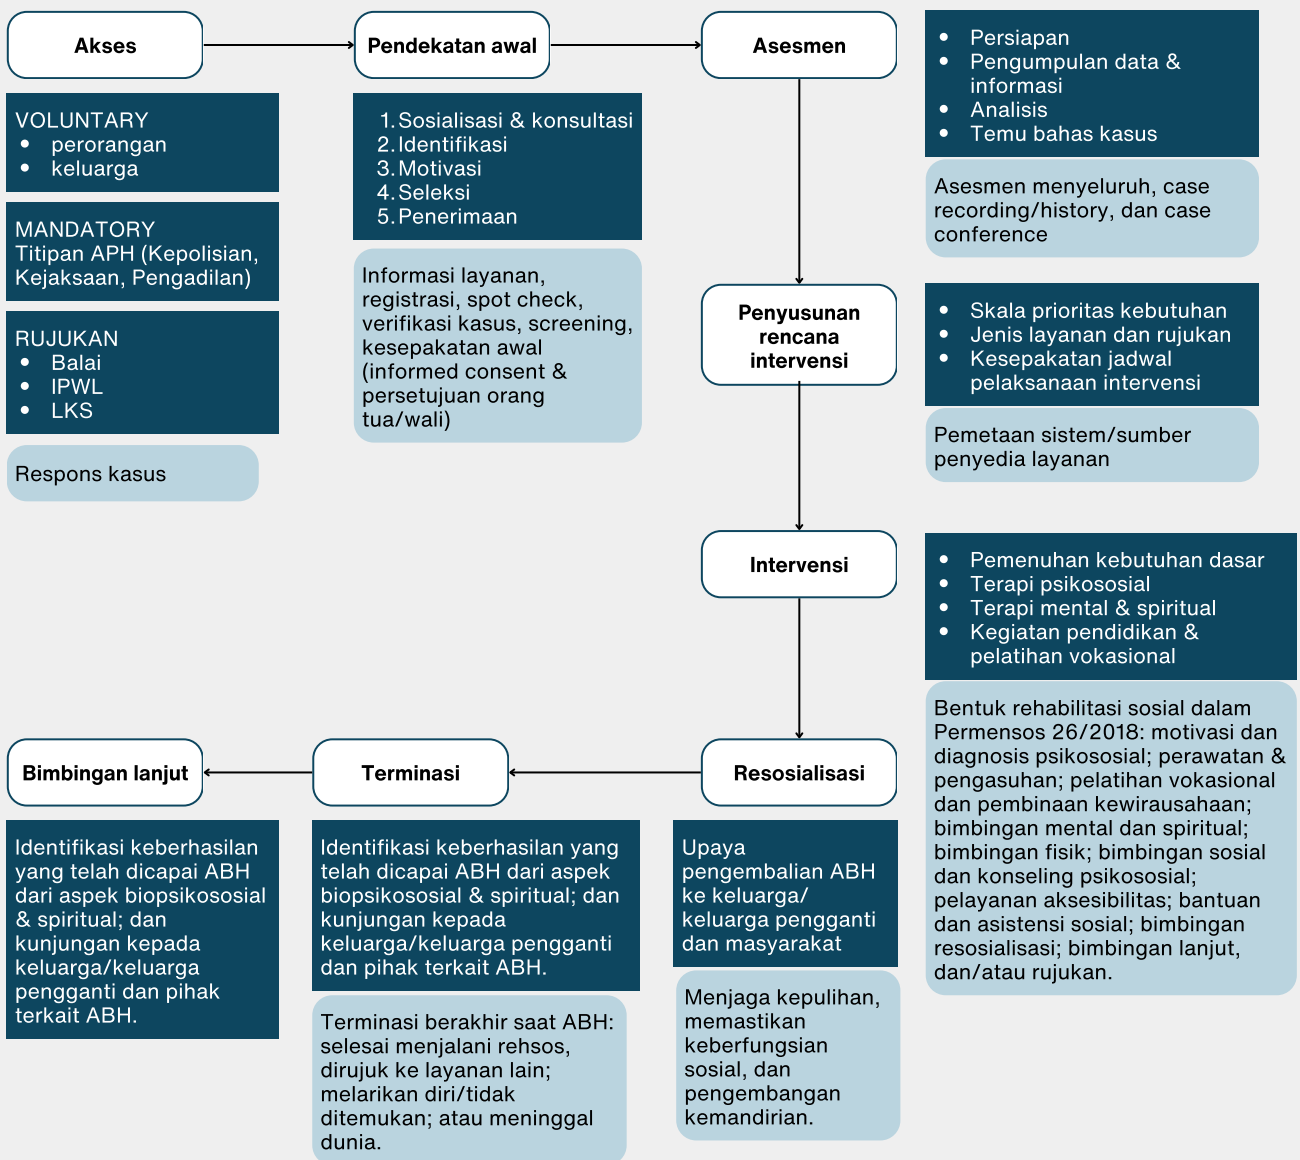 Akses
VOLUNTARY
• perorangan
• keluarga
MANDATORY
Titipan APH (Kepolisian,
Kejaksaan, Pengadilan)
RUJUKAN
• Balai
• IPWL
• LKS
Respons kasus
Pendekatan awal
1. Sosialisasi & konsultasi
2. Identifikasi
3. Motivasi
4. Seleksi
5. Penerimaan
Informasi layanan,
registrasi, spot check,
verifikasi kasus, screening,
kesepakatan awal
(informed consent &
persetujuan orang
tua/wali)
Asesmen
• Persiapan
• Pengumpulan data &
informasi
• Analisis
• Temu bahas kasus
Asesmen menyeluruh, case
recording/history, dan case
conference
Penyusunan
rencana
intervensi
• Skala prioritas kebutuhan
• Jenis layanan dan rujukan
• Kesepakatan jadwal
pelaksanaan intervensi
Pemetaan sistem/sumber
penyedia layanan
Intervensi
• Pemenuhan kebutuhan dasar
• Terapi psikososial
• Terapi mental & spiritual
• Kegiatan pendidikan &
pelatihan vokasional
Bentuk rehabilitasi sosial dalam
Permensos 26/2018: motivasi dan
diagnosis psikososial; perawatan &
pengasuhan; pelatihan vokasional
dan pembinaan kewirausahaan;
bimbingan mental dan spiritual;
bimbingan fisik; bimbingan sosial
dan konseling psikososial;
pelayanan aksesibilitas; bantuan
dan asistensi sosial; bimbingan
resosialisasi; bimbingan lanjut,
dan/atau rujukan.
Resosialisasi
Upaya
pengembalian ABH
ke keluarga/
keluarga pengganti
dan masyarakat
Menjaga kepulihan,
memastikan
keberfungsian
sosial, dan
pengembangan
kemandirian.
Terminasi
Identifikasi keberhasilan yang
telah dicapai ABH dari aspek
biopsikososial & spiritual; dan
kunjungan kepada
keluarga/keluarga pengganti
dan pihak terkait ABH.
Terminasi berakhir saat ABH:
selesai menjalani rehsos,
dirujuk ke layanan lain;
melarikan diri/tidak
ditemukan; atau meninggal
dunia.
Bimbingan lanjut
Identifikasi keberhasilan
yang telah dicapai ABH
dari aspek biopsikososial
& spiritual; dan
kunjungan kepada
keluarga/keluarga
pengganti dan pihak
terkait ABH.